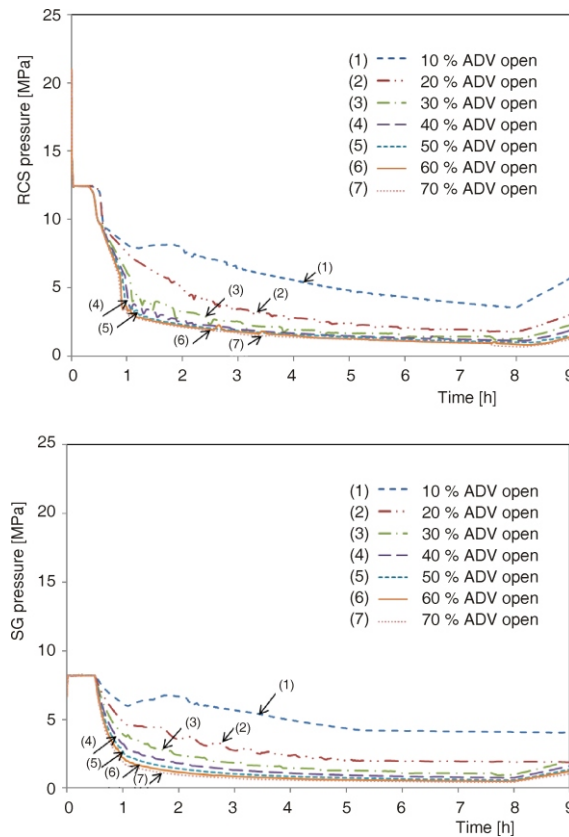 25
20
15
10
5
0
RCS pressure [MPa]
(1) 10 % ADV open
(2) 20 % ADV open
(3) 30 % ADV open
(4) 40 % ADV open
(5) 50 % ADV open
(6) 60 % ADV open
(7) 70 % ADV open
(1)
(2)
(3)
(4)
(5)
(6)
(7)
0 1 2 3 4 5 6 7 8 9
Time [h]
25
20
15
10
5
0
SG pressure [MPa]
(1) 10 % ADV open
(2) 20 % ADV open
(3) 30 % ADV open
(4) 40 % ADV open
(5) 50 % ADV open
(6) 60 % ADV open
(7) 70 % ADV open
(1)
(2)
(3)
(4)
(5)
(6)
(7)
0 1 2 3 4 5 6 7 8 9
Time [h]